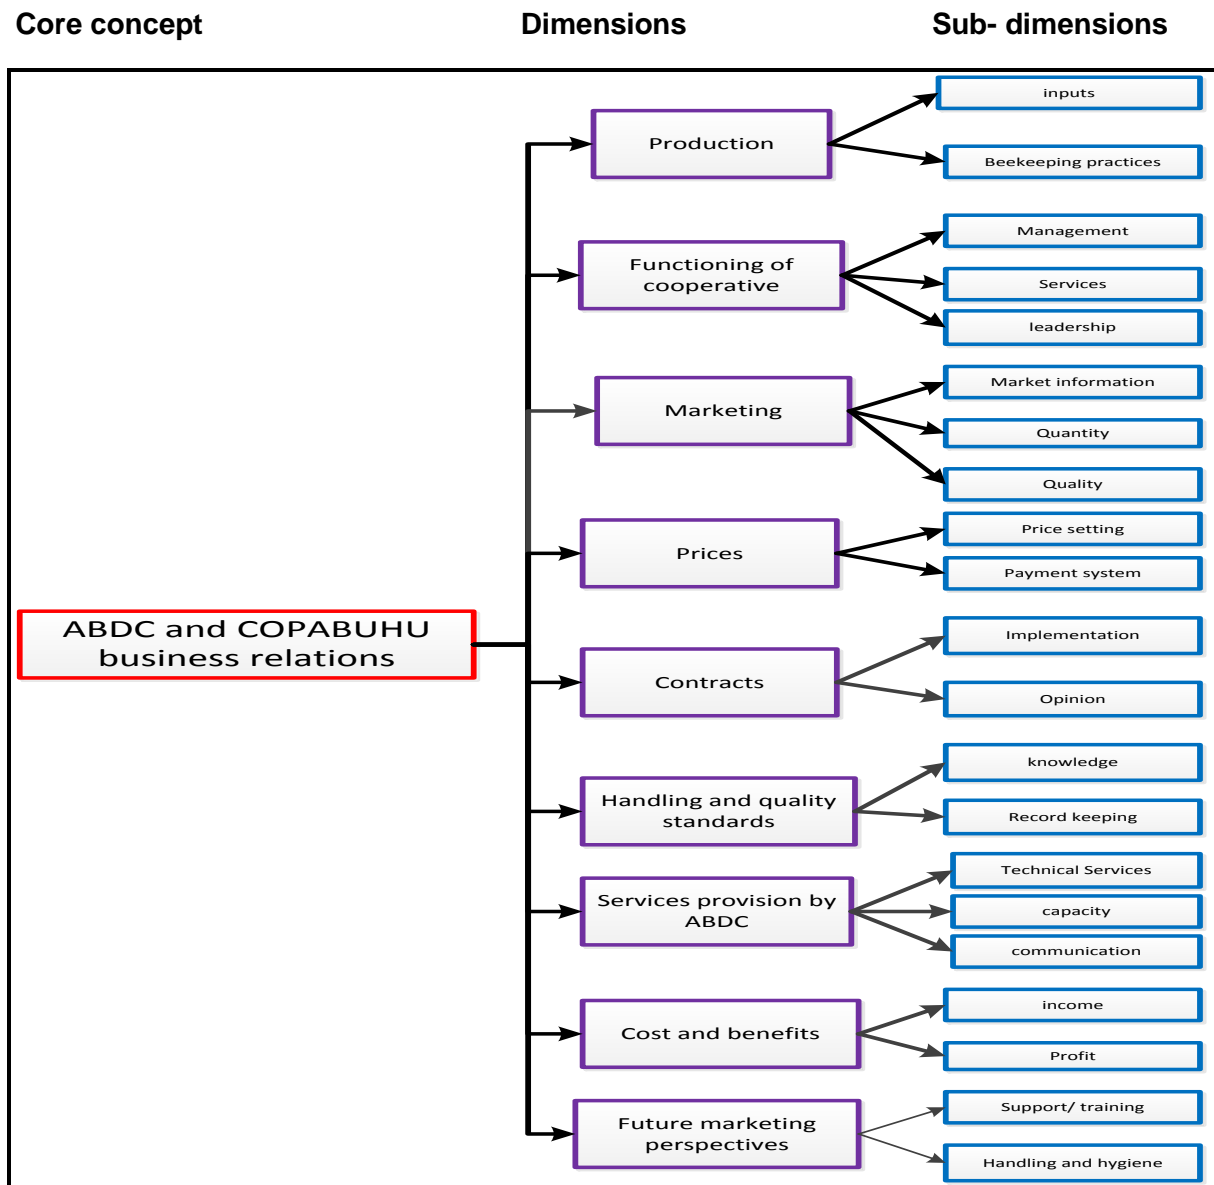 Core concept
Dimensions
Sub- dimensions
ABDC and COPABUHU
business relations
Production
inputs
Beekeeping practices
Functioning of
cooperative
Management
Services
leadership
Marketing
Market information
Quantity
Quality
Prices
Price setting
Payment system
Contracts
Implementation
Opinion
Handling and quality
standards
knowledge
Record keeping
Services provision by
ABDC
Technical Services
capacity
communication
Cost and benefits
income
Profit
Future marketing
perspectives
Support/ training
Handling and hygiene